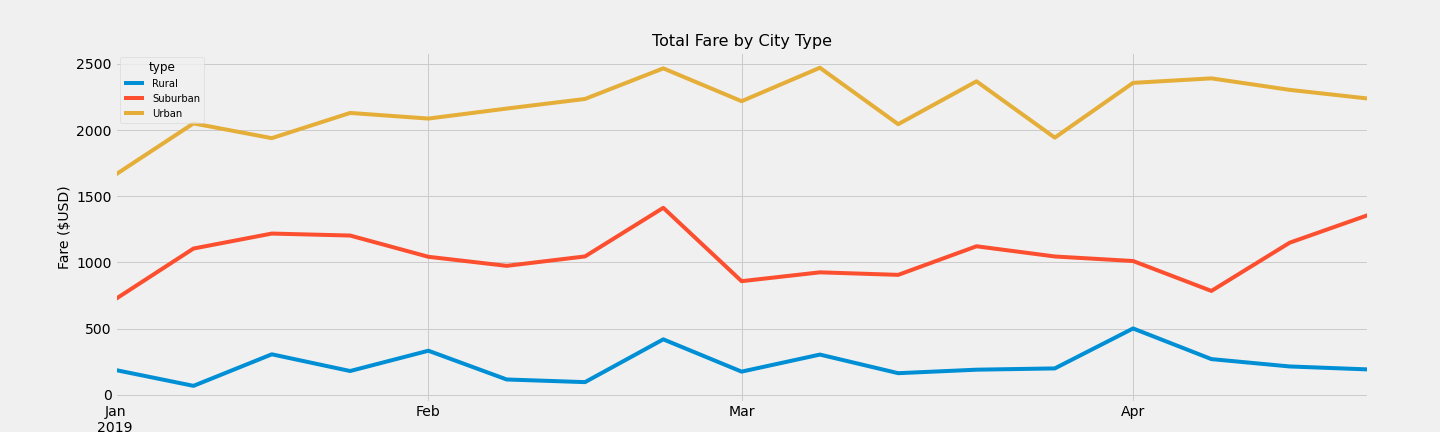 Total Fare by City Type
type
Rural
Suburban
Urban
Fare ($USD)
2500
2000
1500
1000
500
0
Jan Feb Mar Apr
2019